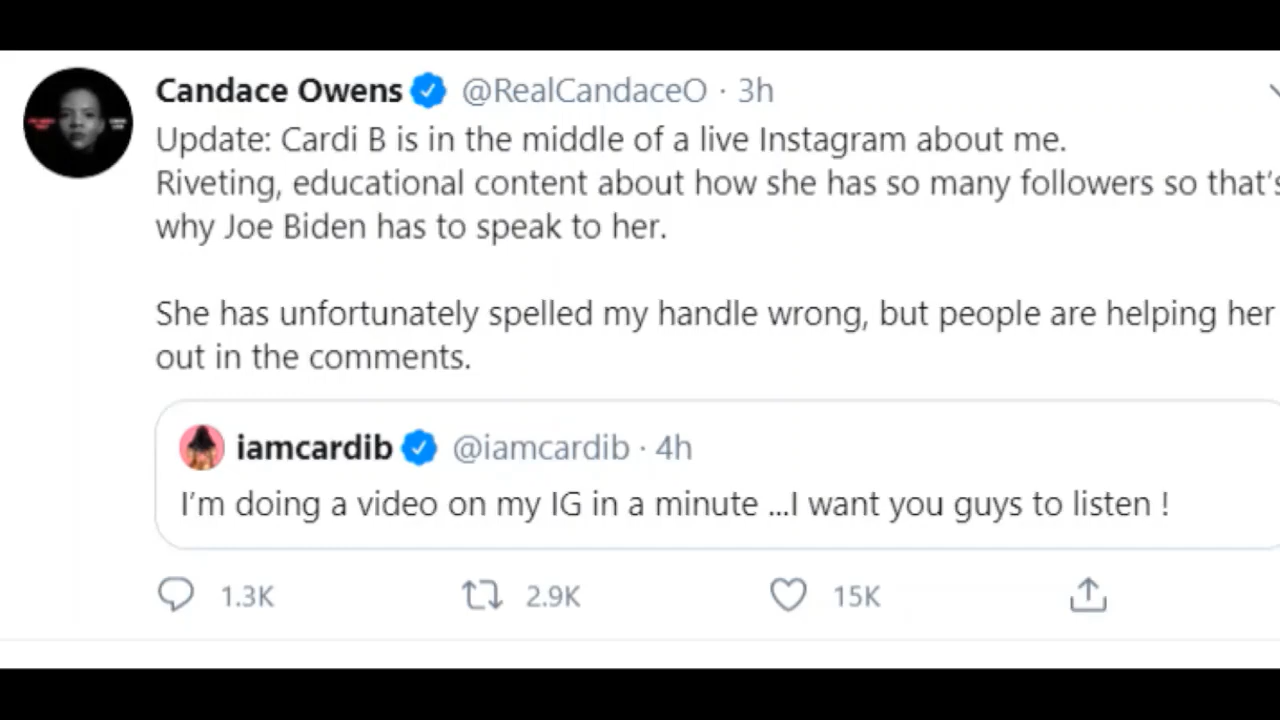 Candace Owens @RealCandaceO · 3h
Update: Cardi B is in the middle of a live Instagram about me.
Riveting, educational content about how she has so many followers so that's
why Joe Biden has to speak to her.
She has unfortunately spelled my handle wrong, but people are helping her
out in the comments.
iamcardib @iamcardib · 4h
I'm doing a video on my IG in a minute ...I want you guys to listen !
1.3K 2.9K 15K